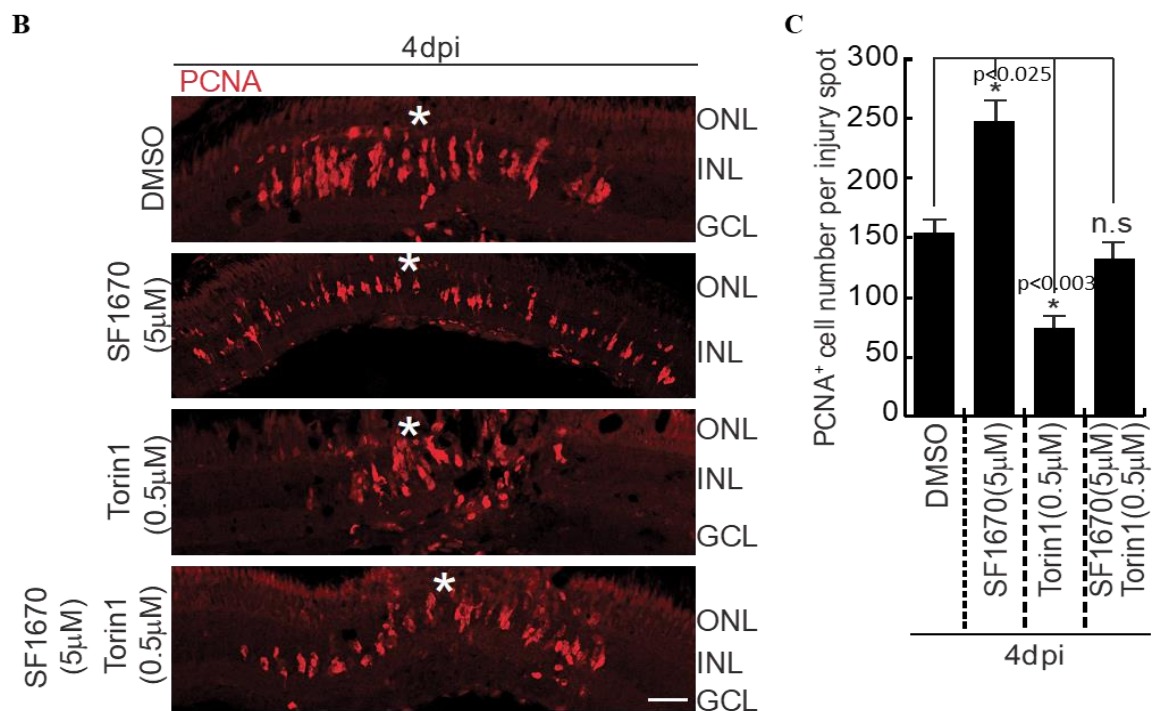 B
4dpi
PCNA
DMSO
*
ONL
INL
GCL
SF1670
(5μM)
*
ONL
INL
Torin1
(0.5μM)
*
ONL
INL
GCL
SF1670
(5μM)
Torin1
(0.5μM)
*
ONL
INL
GCL
C
PCNA+ cell number per injury spot
300
250
200
150
100
50
0
p<0.025
*
p<0.003
*
n.s
DMSO
SF1670(5μM)
Torin1(0.5μM)
SF1670(5μM)
Torin1(0.5μM)
4dpi